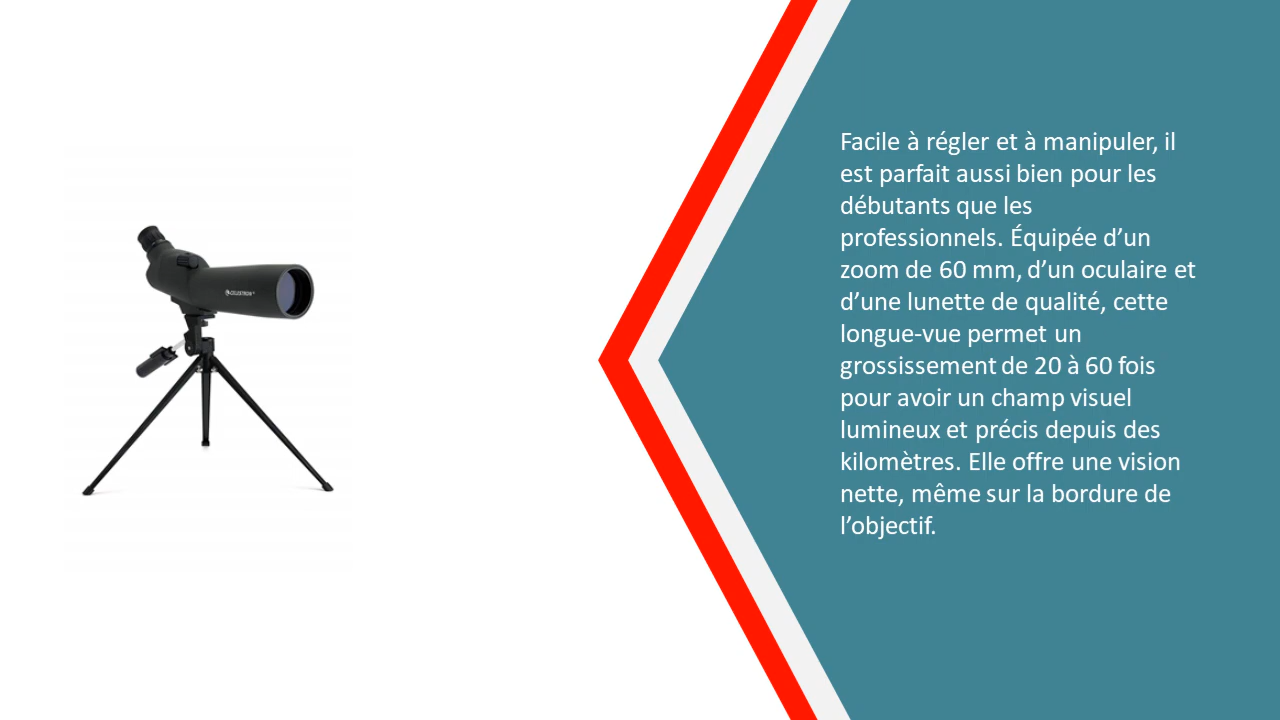 CELESTRON
Facile à régler et à manipuler, il
est parfait aussi bien pour les
débutants que les
professionnels. Équipée d’un
zoom de 60 mm, d’un oculaire et
d’une lunette de qualité, cette
longue-vue permet un
grossissement de 20 à 60 fois
pour avoir un champ visuel
lumineux et précis depuis des
kilomètres. Elle offre une vision
nette, même sur la bordure de
l’objectif.